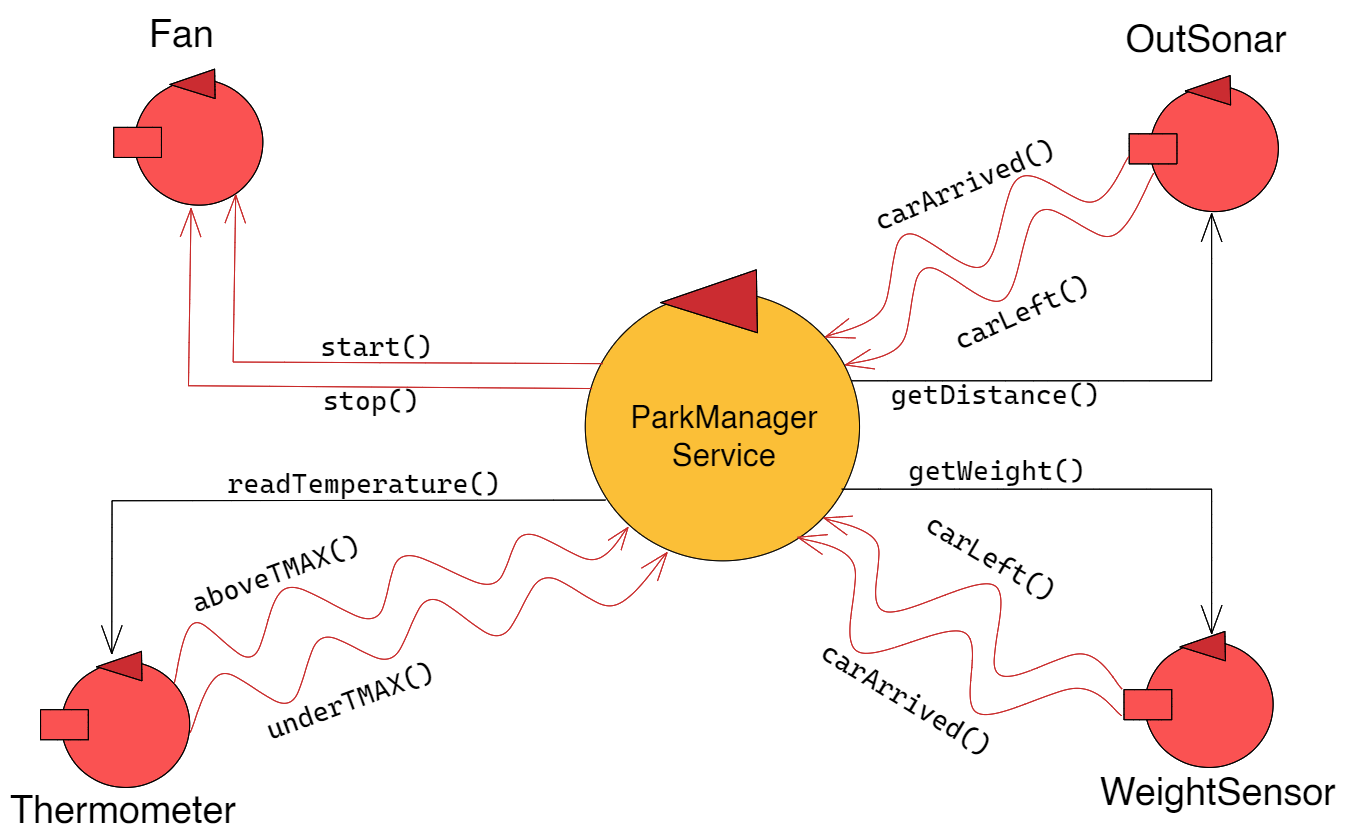 Fan
OutSonar
carArrived()
carLeft()
start()
stop()
getDistance()
ParkManager
Service
readTemperature()
getWeight()
aboveTMAX()
carLeft()
underTMAX()
carArrived()
Thermometer
WeightSensor